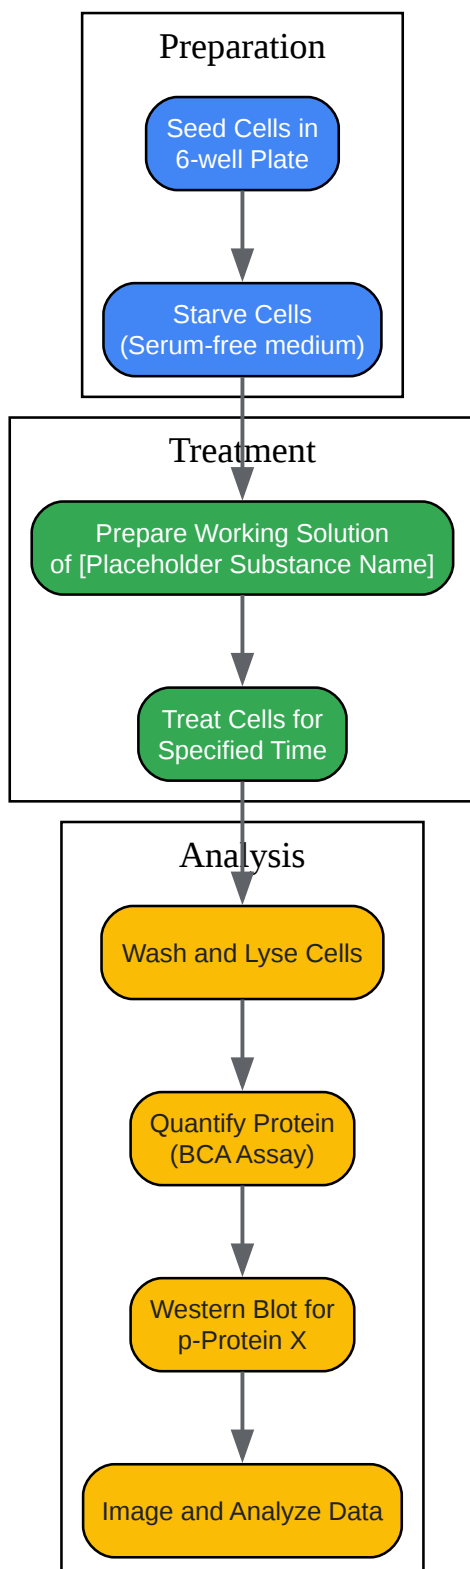 Preparation
Seed Cells in
6-well Plate
Starve Cells
(Serum-free medium)
Treatment
Prepare Working Solution
of [Placeholder Substance Name]
Treat Cells for
Specified Time
Analysis
Wash and Lyse Cells
Quantify Protein
(BCA Assay)
Western Blot for
p-Protein X
Image and Analyze Data